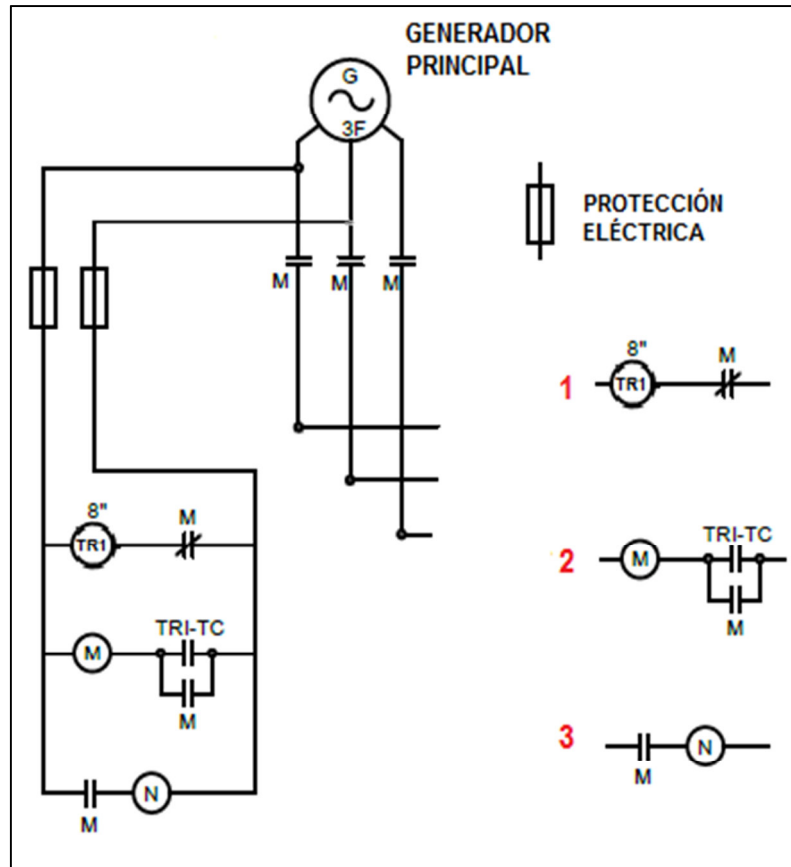 GENERADOR
PRINCIPAL
G
3F
PROTECCIÓN
ELÉCTRICA
M
M
M
8"
M
1
TR1
8"
M
TR1
TRI-TC
2
M
M
TRI-TC
M
M
3
N
M
N
M